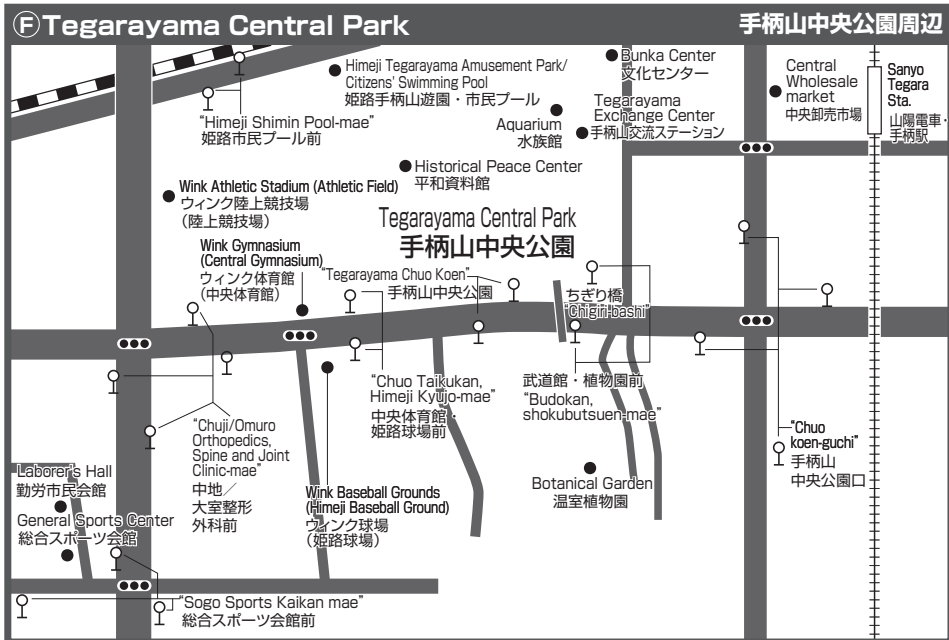 Ⓕ Tegarayama Central Park
手柄山中央公園周辺
Himeji Tegarayama Amusement Park/
Citizens' Swimming Pool
姫路手柄山遊園・市民プール
Bunka Center
文化センター
Central
Wholesale
market
中央卸売市場
Sanyo
Tegara
Sta.
山陽電車・
手柄駅
"Himeji Shimin Pool-mae"
姫路市民プール前
Aquarium
水族館
Tegarayama
Exchange Center
手柄山交流ステーション
Historical Peace Center
平和資料館
Wink Athletic Stadium (Athletic Field)
ウィンク陸上競技場
(陸上競技場)
Tegarayama Central Park
手柄山中央公園
Wink Gymnasium
(Central Gymnasium)
ウィンク体育館
(中央体育館)
"Tegarayama Chuo Koen"
手柄山中央公園
ちぎり橋
"Chigiri-bashi"
"Chuo Taikukan,
Himeji Kyujo-mae"
中央体育館・
姫路球場前
武道館・植物園前
"Budokan,
shokubutsuen-mae"
"Chuji/Omuro
Orthopedics,
Spine and Joint
Clinic-mae"
中地／
大室整形
外科前
"Chuo
koen-guchi"
手柄山
中央公園口
Laborer's Hall
勤労市民会館
General Sports Center
総合スポーツ会館
Wink Baseball Grounds
(Himeji Baseball Ground)
ウィンク球場
(姫路球場)
Botanical Garden
温室植物園
"Sogo Sports Kaikan mae"
総合スポーツ会館前